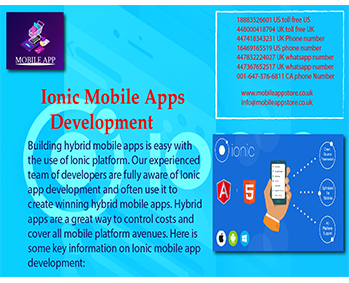 MOBILE APP
18883526601 US toll free US
448000418794 UK toll free UK
447418343231 UK Phone number
16469165519 US phone number
447852224027 UK whatsapp number
447367652517 UK whatsapp number
001-647-376-6811 CA phone Number
www.mobileappstore.co.uk
info@mobileappstore.co.uk
Ionic Mobile Apps
Development
Building hybrid mobile apps is easy with
the use of Ionic platform. Our experienced
team of developers are fully aware of Ionic
app development and often use it to
create winning hybrid mobile apps. Hybrid
apps are a great way to control costs and
cover all mobile platform avenues. Here is
some key information on Ionic mobile app
development:
ionic